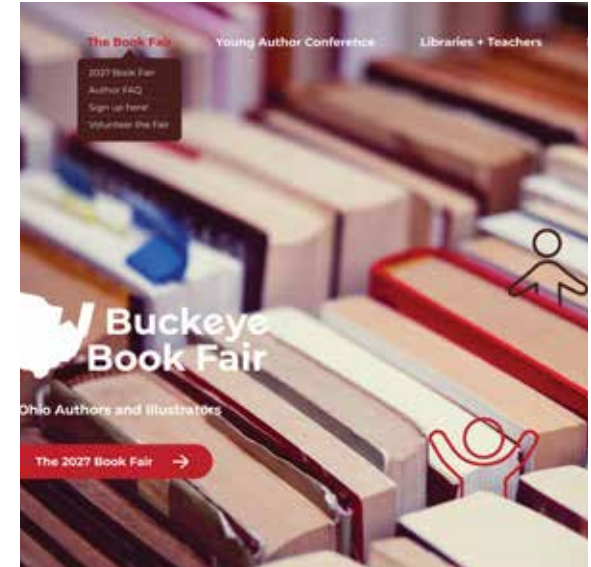 The Book Fair Young Author Conference Libraries + Teachers
2027 Book Fair
Author FAQ
Sign up here!
Volunteer the Fair
Buckeye
Book Fair
Ohio Authors and Illustrators
The 2027 Book Fair →